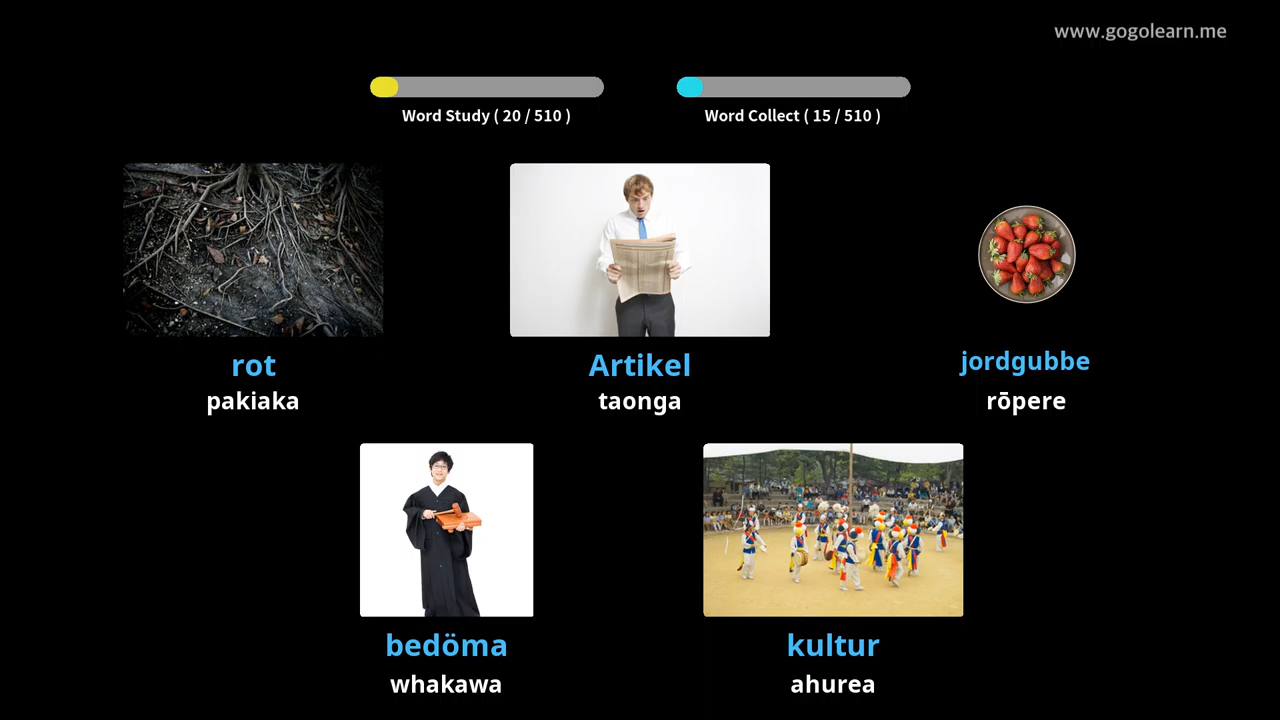 www.gogolearn.me
Word Study ( 20 / 510 )
Word Collect ( 15 / 510 )
rot
pakiaka
Artikel
taonga
jordgubbe
rōpere
bedöma
whakawa
kultur
ahurea